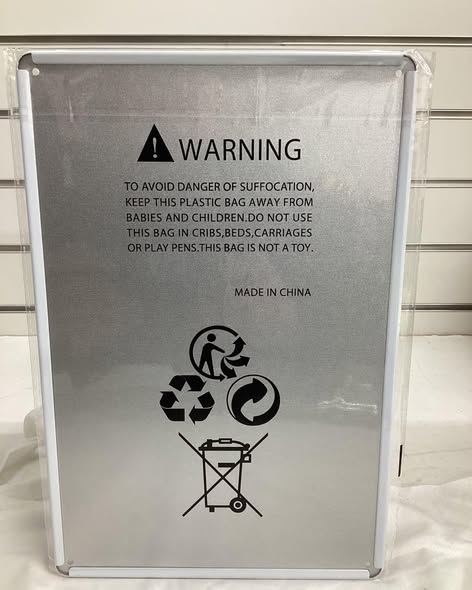 WARNING
TO AVOID DANGER OF SUFFOCATION,
KEEP THIS PLASTIC BAG AWAY FROM
BABIES AND CHILDREN.DO NOT USE
THIS BAG IN CRIBS,BEDS,CARRIAGES
OR PLAY PENS.THIS BAG IS NOT A TOY.
MADE IN CHINA